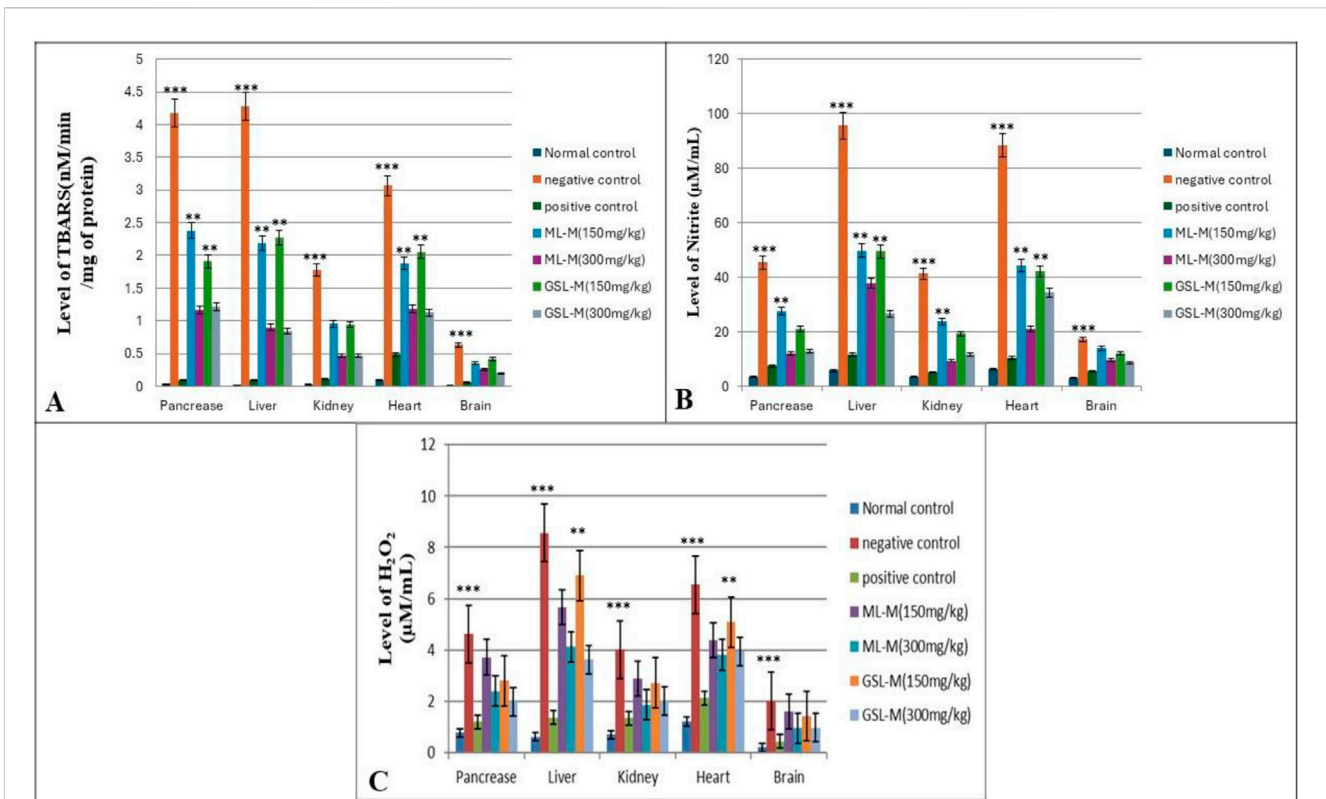 5
4.5
4
3.5
3
2.5
2
1.5
1
0.5
0
Level of TBARS(nM/min
/mg of protein)
*** *** *** *** ***
** ** ** ** ** **
Pancrease Liver Kidney Heart Brain
Normal control
negative control
positive control
ML-M(150mg/kg)
ML-M(300mg/kg)
GSL-M(150mg/kg)
GSL-M(300mg/kg)
A
120
100
80
60
40
20
0
Level of Nitrite (µM/mL)
*** *** *** *** ***
** ** ** ** ** **
Pancrease Liver Kidney Heart Brain
Normal control
negative control
positive control
ML-M(150mg/kg)
ML-M(300mg/kg)
GSL-M(150mg/kg)
GSL-M(300mg/kg)
B
12
10
8
6
4
2
0
Level of H₂O₂
(µM/mL)
*** *** *** *** ***
** **
Pancrease Liver Kidney Heart Brain
Normal control
negative control
positive control
ML-M(150mg/kg)
ML-M(300mg/kg)
GSL-M(150mg/kg)
GSL-M(300mg/kg)
C